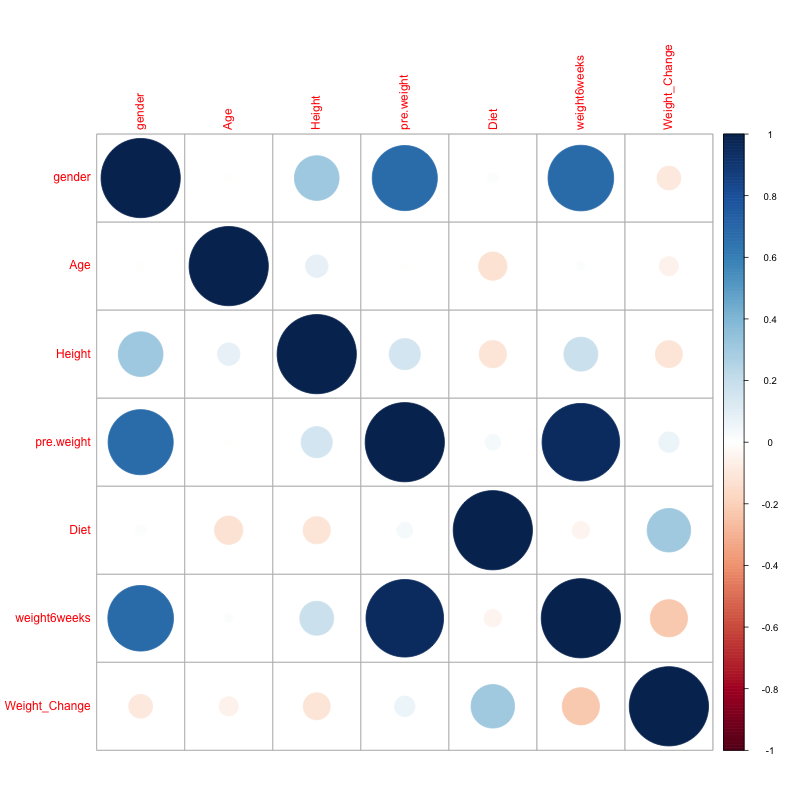 gender
Age
Height
pre.weight
Diet
weight6weeks
Weight_Change
gender
Age
Height
pre.weight
Diet
weight6weeks
Weight_Change
1
0.8
0.6
0.4
0.2
0
-0.2
-0.4
-0.6
-0.8
-1